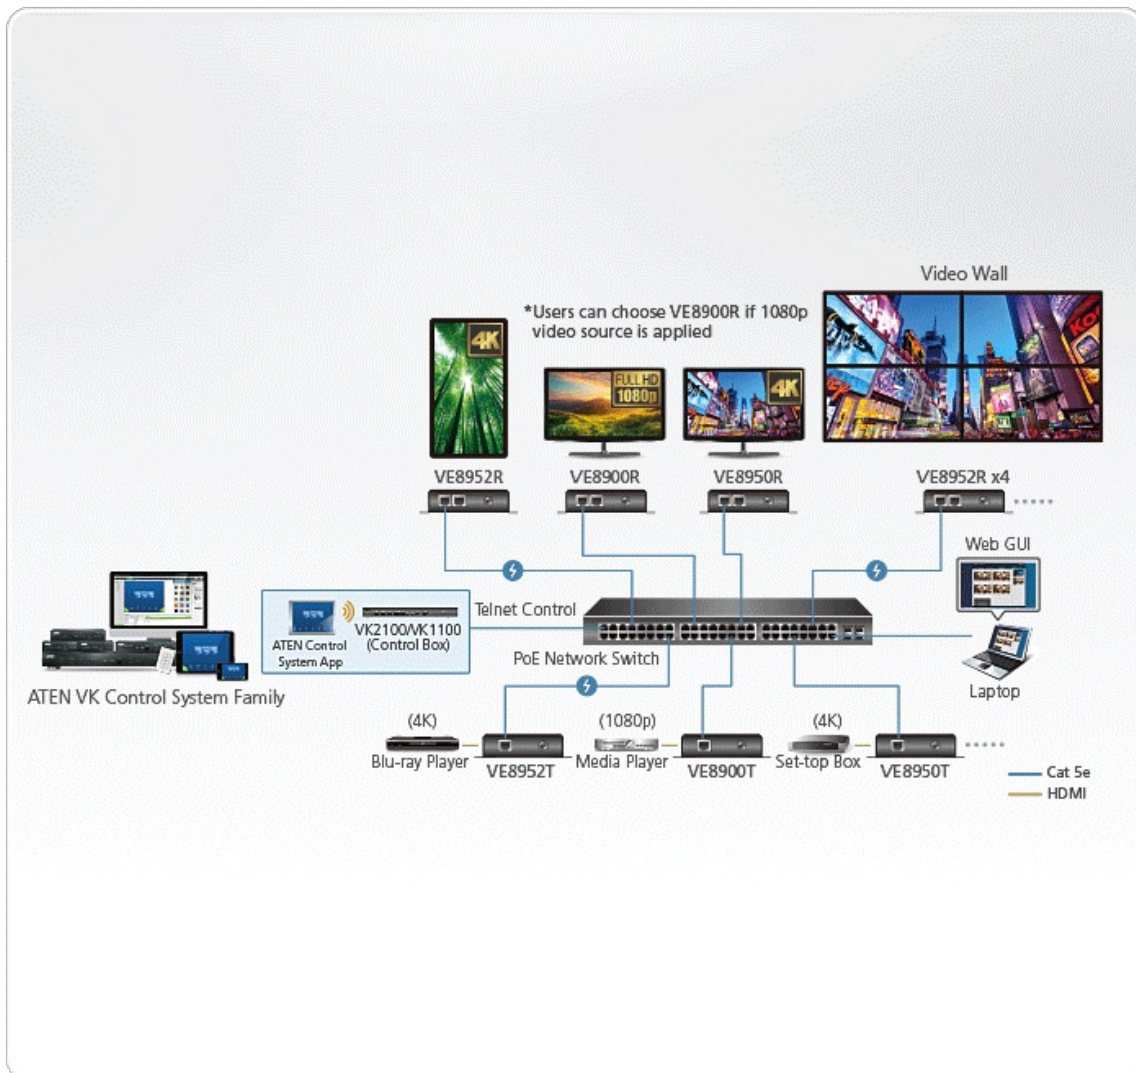 Video Wall
*Users can choose VE8900R if 1080p
video source is applied
4K
FULL HD
1080p
4K
VE8952R
VE8900R
VE8950R
VE8952R x4
Web GUI
Telnet Control
ATEN Control
System App
VK2100/VK1100
(Control Box)
PoE Network Switch
Laptop
ATEN VK Control System Family
(4K)
(1080p)
(4K)
Blu-ray Player
VE8952T
Media Player
VE8900T
Set-top Box
VE8950T
Cat 5e
HDMI